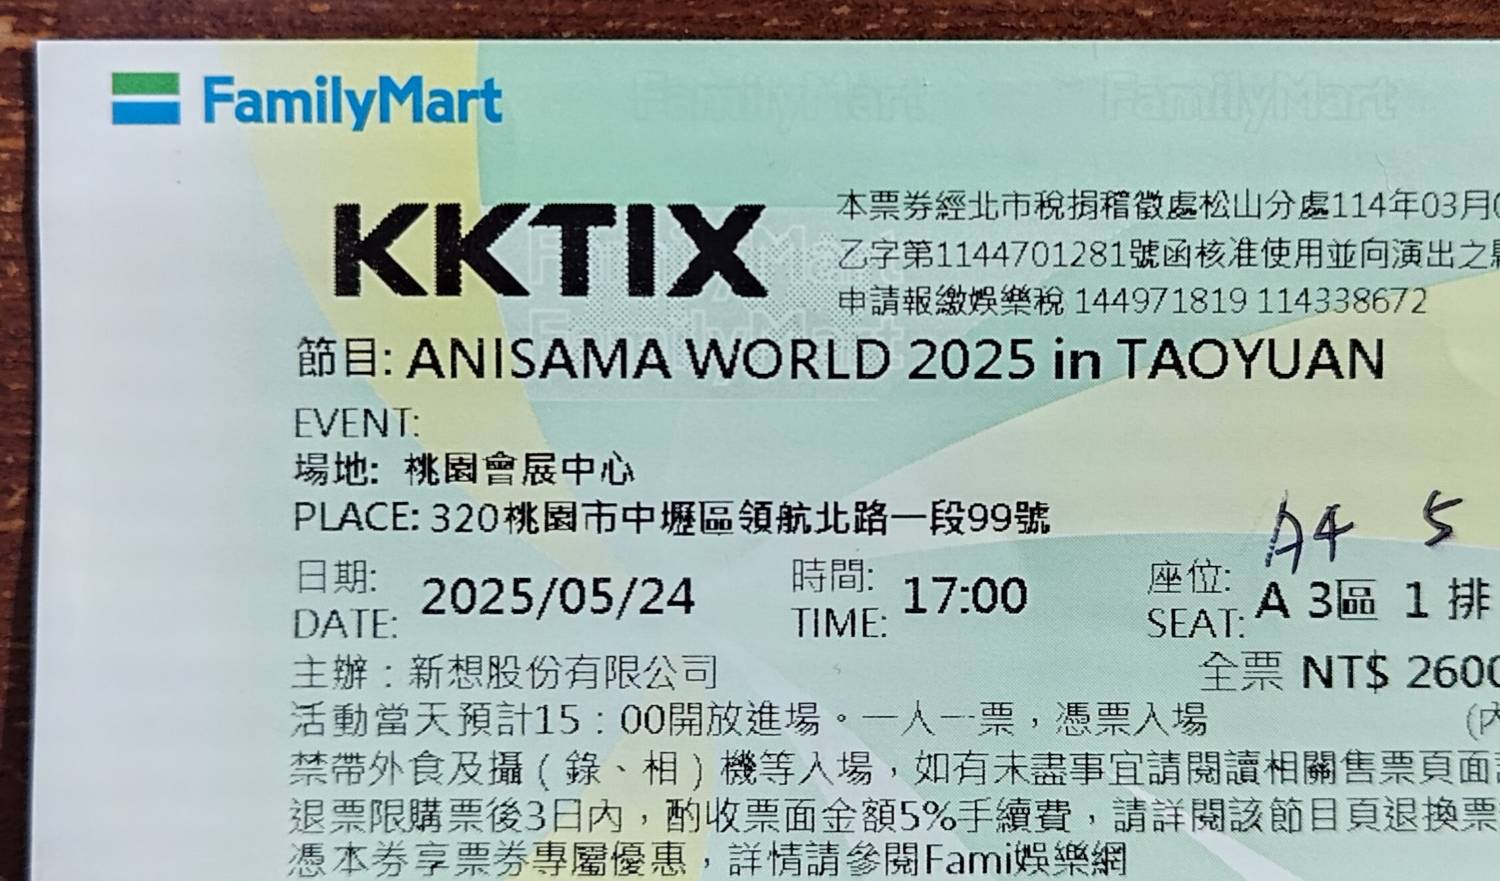 FamilyMart
KKTIX
本票券經北市稅捐稽徵處松山分處114年03月0
乙字第1144701281號函核准使用並向演出之縣
申請報繳娛樂稅 144971819 114338672
節目: ANISAMA WORLD 2025 in TAOYUAN
EVENT:
場地: 桃園會展中心
PLACE: 320桃園市中壢區領航北路一段99號
A4 5
日期: 2025/05/24 時間: 17:00 座位: A 3區 1 排
DATE: TIME: SEAT:
主辦：新想股份有限公司 全票 NT$ 2600
活動當天預計15：00開放進場。一人一票，憑票入場 (內
禁帶外食及攝（錄、相）機等入場，如有未盡事宜請閱讀相關售票頁面
退票限購票後3日內，酌收票面金額5%手續費，請詳閱該節目頁退換票
憑本券享票券專屬優惠，詳情請參閱Fami娛樂網